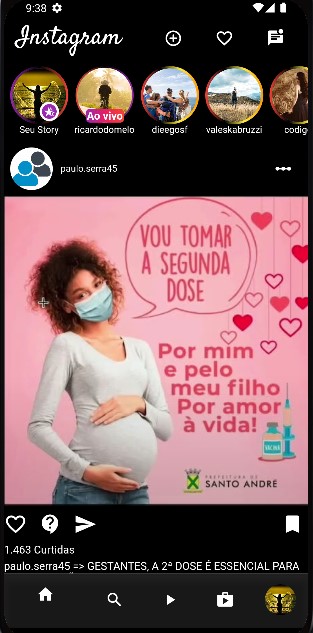 9:38
Instagram
Ao vivo
Seu Story
ricardodomelo
dieegosf
valeskabruzzi
codig
paulo.serra45
VOU TOMAR
A SEGUNDA
DOSE
Por mim
e pelo
meu filho
Por amor
à vida!
VACINA
PREFEITURA DE
SANTO ANDRÉ
1.463 Curtidas
paulo.serra45 => GESTANTES, A 2ª DOSE É ESSENCIAL PARA